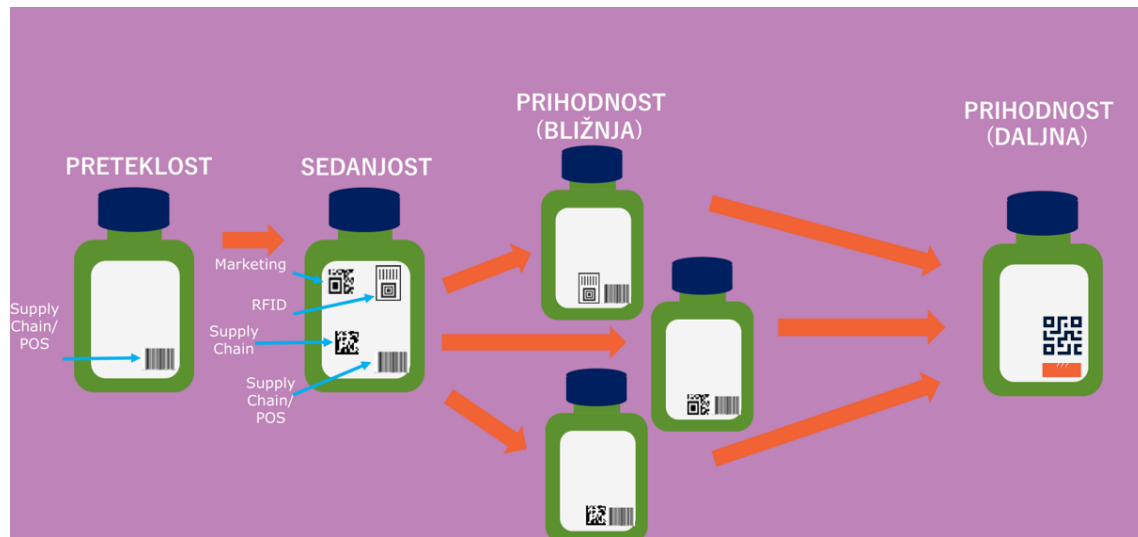 PRETEKLOST
Supply
Chain/
POS
SEDANJOST
Marketing
RFID
Supply
Chain
Supply
Chain/
POS
PRIHODNOST
(BLIŽNJA)
PRIHODNOST
(DALJNA)